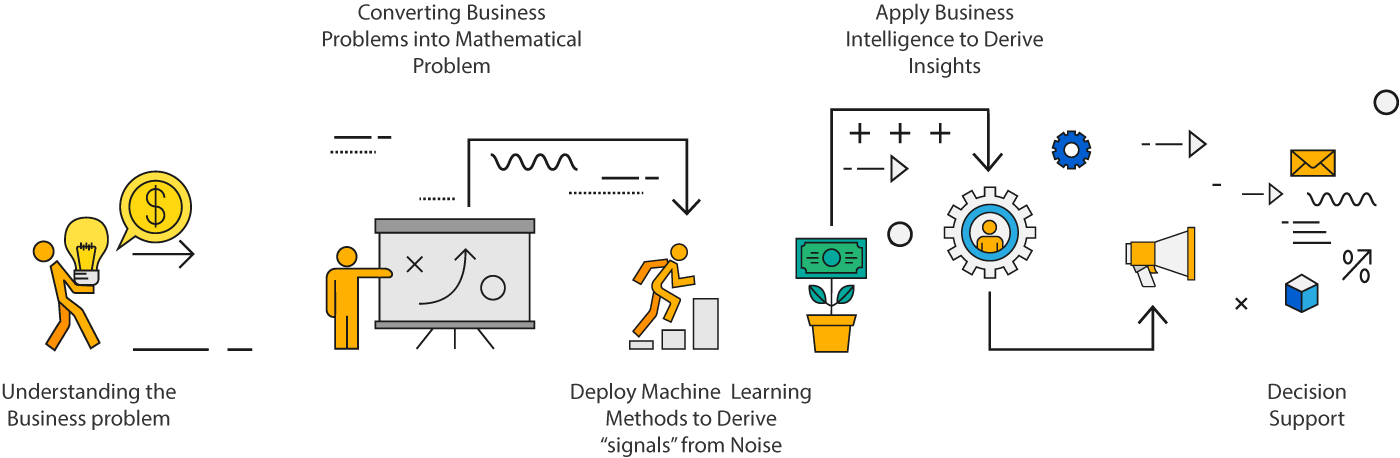 Converting Business
Problems into Mathematical
Problem
Apply Business
Intelligence to Derive
Insights
$
Understanding the
Business problem
Deploy Machine Learning
Methods to Derive
“signals” from Noise
Decision
Support